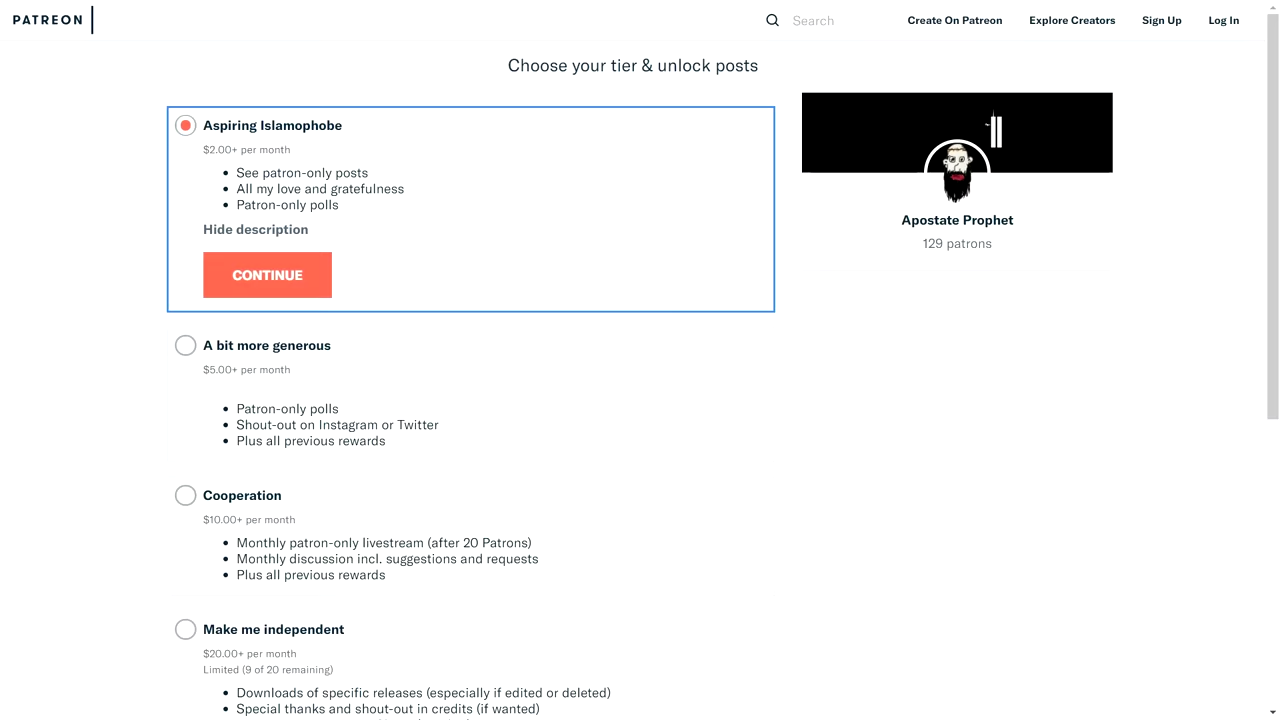 PATREON
Search
Create On Patreon
Explore Creators
Sign Up
Log In
Choose your tier & unlock posts
Aspiring Islamophobe
$2.00+ per month
See patron-only posts
All my love and gratefulness
Patron-only polls
Hide description
CONTINUE
Apostate Prophet
129 patrons
A bit more generous
$5.00+ per month
Patron-only polls
Shout-out on Instagram or Twitter
Plus all previous rewards
Cooperation
$10.00+ per month
Monthly patron-only livestream (after 20 Patrons)
Monthly discussion incl. suggestions and requests
Plus all previous rewards
Make me independent
$20.00+ per month
Limited (9 of 20 remaining)
Downloads of specific releases (especially if edited or deleted)
Special thanks and shout-out in credits (if wanted)